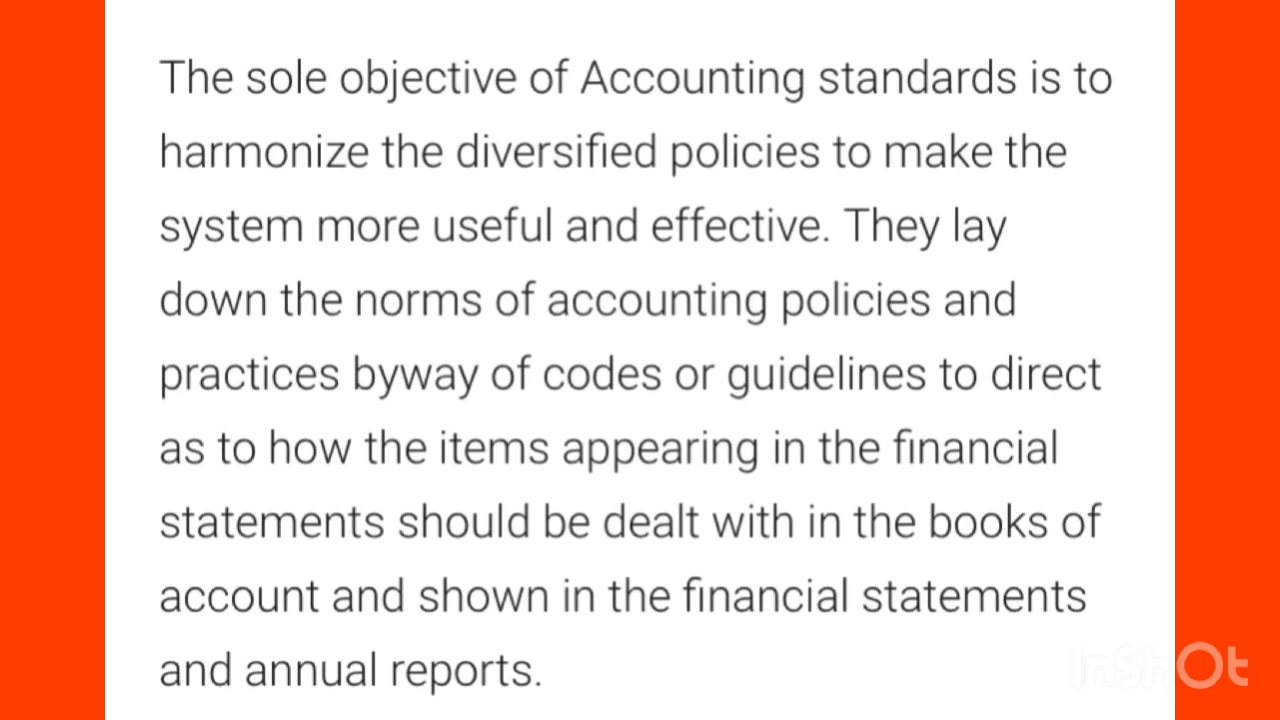 The sole objective of Accounting standards is to
harmonize the diversified policies to make the
system more useful and effective. They lay
down the norms of accounting policies and
practices byway of codes or guidelines to direct
as to how the items appearing in the financial
statements should be dealt with in the books of
account and shown in the financial statements
and annual reports.
InShOt